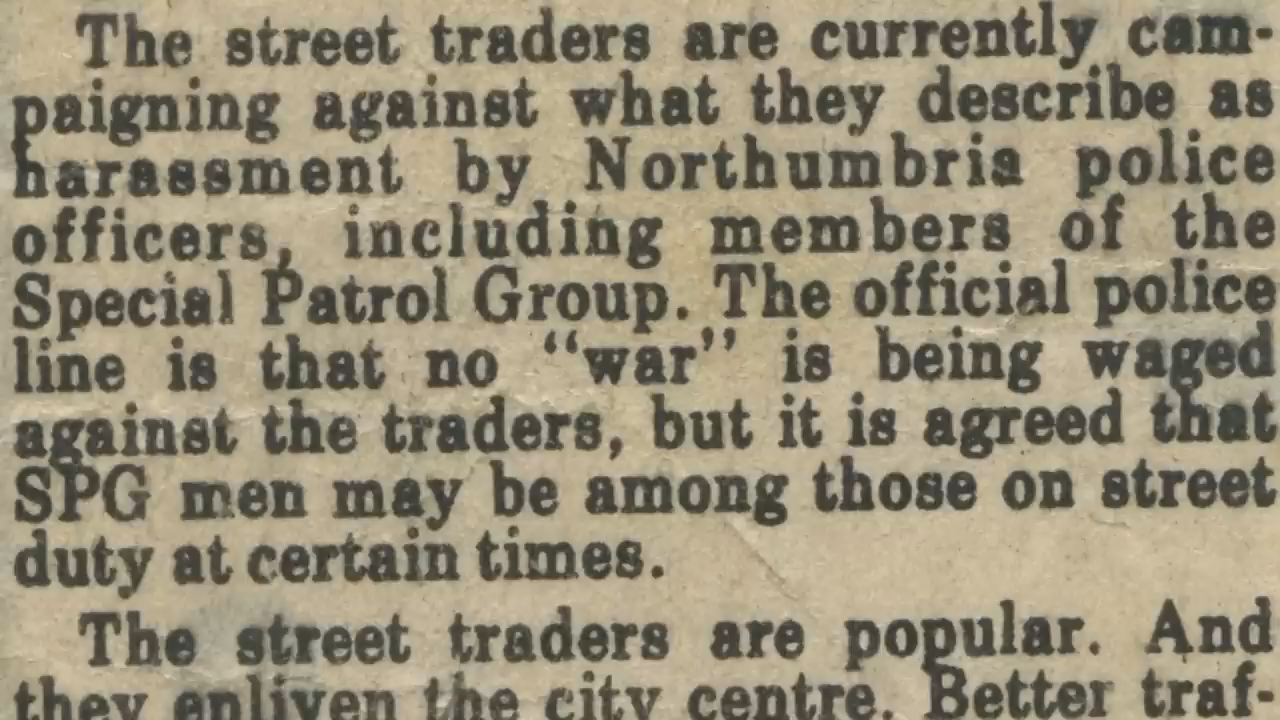 The street traders are currently cam-
paigning against what they describe as
harassment by Northumbria police
officers, including members of the
Special Patrol Group. The official police
line is that no “war” is being waged
against the traders, but it is agreed that
SPG men may be among those on street
duty at certain times.
The street traders are popular. And
they enliven the city centre. Better traf-